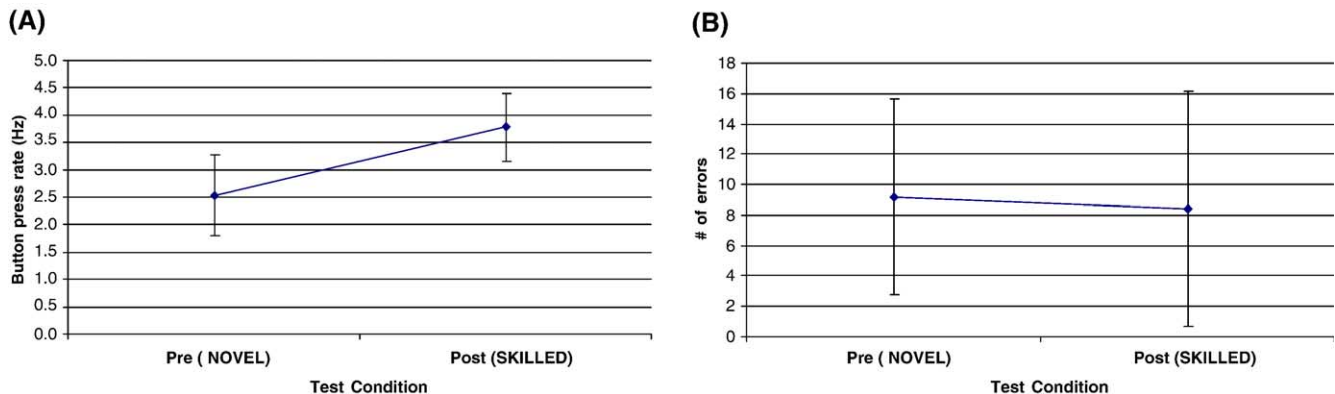 (A)
Button press rate (Hz)
5.0
4.5
4.0
3.5
3.0
2.5
2.0
1.5
1.0
0.5
0.0
Pre ( NOVEL)
Post (SKILLED)
Test Condition
(B)
# of errors
18
16
14
12
10
8
6
4
2
0
Pre ( NOVEL)
Post (SKILLED)
Test Condition